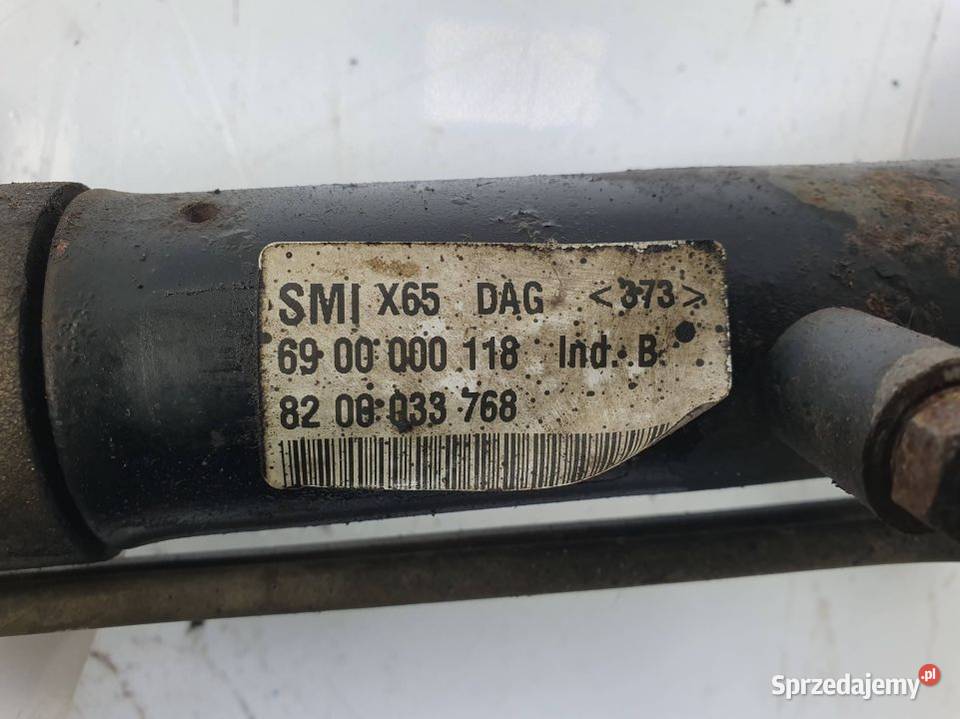 SMI X65 DAG <373>
69 00 000 118 Ind. B.
82 00 033 768
Sprzedajemy.pl